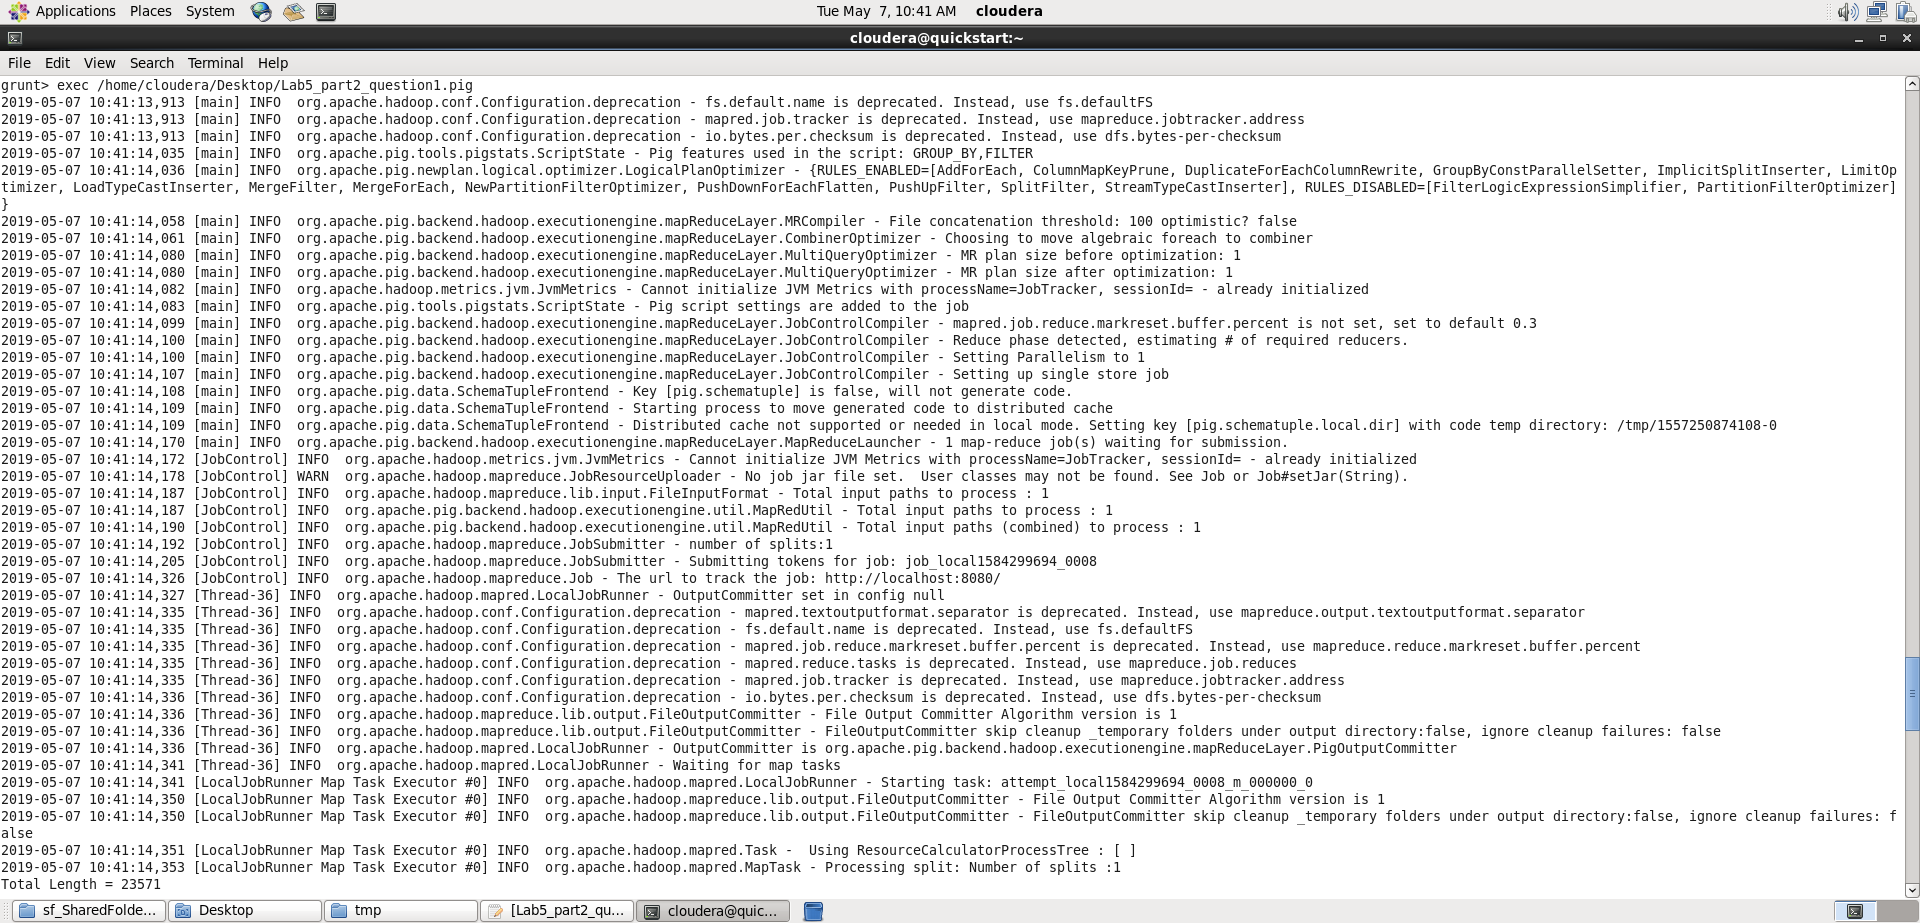 Applications Places System Tue May 7, 10:41 AM cloudera
cloudera@quickstart:~
File Edit View Search Terminal Help
grunt> exec /home/cloudera/Desktop/Lab5_part2_question1.pig
2019-05-07 10:41:13,913 [main] INFO  org.apache.hadoop.conf.Configuration.deprecation - fs.default.name is deprecated. Instead, use fs.defaultFS
2019-05-07 10:41:13,913 [main] INFO  org.apache.hadoop.conf.Configuration.deprecation - mapred.job.tracker is deprecated. Instead, use mapreduce.jobtracker.address
2019-05-07 10:41:13,913 [main] INFO  org.apache.hadoop.conf.Configuration.deprecation - io.bytes.per.checksum is deprecated. Instead, use dfs.bytes-per-checksum
2019-05-07 10:41:14,035 [main] INFO  org.apache.pig.tools.pigstats.ScriptState - Pig features used in the script: GROUP_BY,FILTER
2019-05-07 10:41:14,036 [main] INFO  org.apache.pig.newplan.logical.optimizer.LogicalPlanOptimizer - {RULES_ENABLED=[AddForEach, ColumnMapKeyPrune, DuplicateForEachColumnRewrite, GroupByConstParallelSetter, ImplicitSplitInserter, LimitOp
timizer, LoadTypeCastInserter, MergeFilter, MergeForEach, NewPartitionFilterOptimizer, PushDownForEachFlatten, PushUpFilter, SplitFilter, StreamTypeCastInserter], RULES_DISABLED=[FilterLogicExpressionSimplifier, PartitionFilterOptimizer]
}
2019-05-07 10:41:14,058 [main] INFO  org.apache.pig.backend.hadoop.executionengine.mapReduceLayer.MRCompiler - File concatenation threshold: 100 optimistic? false
2019-05-07 10:41:14,061 [main] INFO  org.apache.pig.backend.hadoop.executionengine.mapReduceLayer.CombinerOptimizer - Choosing to move algebraic foreach to combiner
2019-05-07 10:41:14,080 [main] INFO  org.apache.pig.backend.hadoop.executionengine.mapReduceLayer.MultiQueryOptimizer - MR plan size before optimization: 1
2019-05-07 10:41:14,080 [main] INFO  org.apache.pig.backend.hadoop.executionengine.mapReduceLayer.MultiQueryOptimizer - MR plan size after optimization: 1
2019-05-07 10:41:14,082 [main] INFO  org.apache.hadoop.metrics.jvm.JvmMetrics - Cannot initialize JVM Metrics with processName=JobTracker, sessionId= - already initialized
2019-05-07 10:41:14,083 [main] INFO  org.apache.pig.tools.pigstats.ScriptState - Pig script settings are added to the job
2019-05-07 10:41:14,099 [main] INFO  org.apache.pig.backend.hadoop.executionengine.mapReduceLayer.JobControlCompiler - mapred.job.reduce.markreset.buffer.percent is not set, set to default 0.3
2019-05-07 10:41:14,100 [main] INFO  org.apache.pig.backend.hadoop.executionengine.mapReduceLayer.JobControlCompiler - Reduce phase detected, estimating # of required reducers.
2019-05-07 10:41:14,100 [main] INFO  org.apache.pig.backend.hadoop.executionengine.mapReduceLayer.JobControlCompiler - Setting Parallelism to 1
2019-05-07 10:41:14,107 [main] INFO  org.apache.pig.backend.hadoop.executionengine.mapReduceLayer.JobControlCompiler - Setting up single store job
2019-05-07 10:41:14,108 [main] INFO  org.apache.pig.data.SchemaTupleFrontend - Key [pig.schematuple] is false, will not generate code.
2019-05-07 10:41:14,109 [main] INFO  org.apache.pig.data.SchemaTupleFrontend - Starting process to move generated code to distributed cache
2019-05-07 10:41:14,109 [main] INFO  org.apache.pig.data.SchemaTupleFrontend - Distributed cache not supported or needed in local mode. Setting key [pig.schematuple.local.dir] with code temp directory: /tmp/1557250874108-0
2019-05-07 10:41:14,170 [main] INFO  org.apache.pig.backend.hadoop.executionengine.mapReduceLayer.MapReduceLauncher - 1 map-reduce job(s) waiting for submission.
2019-05-07 10:41:14,172 [JobControl] INFO  org.apache.hadoop.metrics.jvm.JvmMetrics - Cannot initialize JVM Metrics with processName=JobTracker, sessionId= - already initialized
2019-05-07 10:41:14,178 [JobControl] WARN  org.apache.hadoop.mapreduce.JobResourceUploader - No job jar file set.  User classes may not be found. See Job or Job#setJar(String).
2019-05-07 10:41:14,187 [JobControl] INFO  org.apache.hadoop.mapreduce.lib.input.FileInputFormat - Total input paths to process : 1
2019-05-07 10:41:14,187 [JobControl] INFO  org.apache.pig.backend.hadoop.executionengine.util.MapRedUtil - Total input paths to process : 1
2019-05-07 10:41:14,190 [JobControl] INFO  org.apache.pig.backend.hadoop.executionengine.util.MapRedUtil - Total input paths (combined) to process : 1
2019-05-07 10:41:14,192 [JobControl] INFO  org.apache.hadoop.mapreduce.JobSubmitter - number of splits:1
2019-05-07 10:41:14,205 [JobControl] INFO  org.apache.hadoop.mapreduce.JobSubmitter - Submitting tokens for job: job_local1584299694_0008
2019-05-07 10:41:14,326 [JobControl] INFO  org.apache.hadoop.mapreduce.Job - The url to track the job: http://localhost:8080/
2019-05-07 10:41:14,327 [Thread-36] INFO  org.apache.hadoop.mapred.LocalJobRunner - OutputCommitter set in config null
2019-05-07 10:41:14,335 [Thread-36] INFO  org.apache.hadoop.conf.Configuration.deprecation - mapred.textoutputformat.separator is deprecated. Instead, use mapreduce.output.textoutputformat.separator
2019-05-07 10:41:14,335 [Thread-36] INFO  org.apache.hadoop.conf.Configuration.deprecation - fs.default.name is deprecated. Instead, use fs.defaultFS
2019-05-07 10:41:14,335 [Thread-36] INFO  org.apache.hadoop.conf.Configuration.deprecation - mapred.job.reduce.markreset.buffer.percent is deprecated. Instead, use mapreduce.reduce.markreset.buffer.percent
2019-05-07 10:41:14,335 [Thread-36] INFO  org.apache.hadoop.conf.Configuration.deprecation - mapred.reduce.tasks is deprecated. Instead, use mapreduce.job.reduces
2019-05-07 10:41:14,335 [Thread-36] INFO  org.apache.hadoop.conf.Configuration.deprecation - mapred.job.tracker is deprecated. Instead, use mapreduce.jobtracker.address
2019-05-07 10:41:14,336 [Thread-36] INFO  org.apache.hadoop.conf.Configuration.deprecation - io.bytes.per.checksum is deprecated. Instead, use dfs.bytes-per-checksum
2019-05-07 10:41:14,336 [Thread-36] INFO  org.apache.hadoop.mapreduce.lib.output.FileOutputCommitter - File Output Committer Algorithm version is 1
2019-05-07 10:41:14,336 [Thread-36] INFO  org.apache.hadoop.mapreduce.lib.output.FileOutputCommitter - FileOutputCommitter skip cleanup _temporary folders under output directory:false, ignore cleanup failures: false
2019-05-07 10:41:14,336 [Thread-36] INFO  org.apache.hadoop.mapred.LocalJobRunner - OutputCommitter is org.apache.pig.backend.hadoop.executionengine.mapReduceLayer.PigOutputCommitter
2019-05-07 10:41:14,341 [Thread-36] INFO  org.apache.hadoop.mapred.LocalJobRunner - Waiting for map tasks
2019-05-07 10:41:14,341 [LocalJobRunner Map Task Executor #0] INFO  org.apache.hadoop.mapred.LocalJobRunner - Starting task: attempt_local1584299694_0008_m_000000_0
2019-05-07 10:41:14,350 [LocalJobRunner Map Task Executor #0] INFO  org.apache.hadoop.mapreduce.lib.output.FileOutputCommitter - File Output Committer Algorithm version is 1
2019-05-07 10:41:14,350 [LocalJobRunner Map Task Executor #0] INFO  org.apache.hadoop.mapreduce.lib.output.FileOutputCommitter - FileOutputCommitter skip cleanup _temporary folders under output directory:false, ignore cleanup failures: f
alse
2019-05-07 10:41:14,351 [LocalJobRunner Map Task Executor #0] INFO  org.apache.hadoop.mapred.Task -  Using ResourceCalculatorProcessTree : [ ]
2019-05-07 10:41:14,353 [LocalJobRunner Map Task Executor #0] INFO  org.apache.hadoop.mapred.MapTask - Processing split: Number of splits :1
Total Length = 23571
sf_SharedFolde... Desktop tmp [Lab5_part2_qu... cloudera@quic...